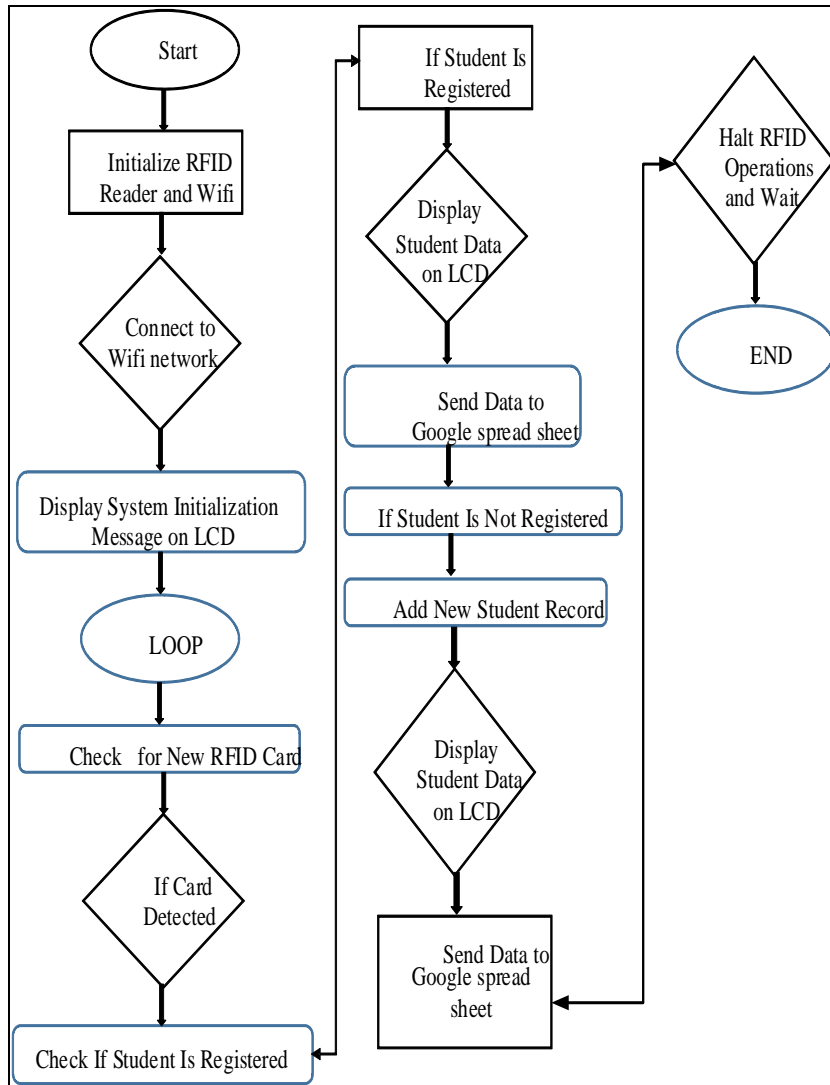 Start
Initialize RFID
Reader and Wifi
Connect to
Wifi network
Display System Initialization
Message on LCD
LOOP
Check for New RFID Card
If Card
Detected
Check If Student Is Registered
If Student Is
Registered
Display
Student Data
on LCD
Send Data to
Google spread sheet
If Student Is Not Registered
Add New Student Record
Display
Student Data
on LCD
Send Data to
Google spread
sheet
Halt RFID
Operations
and Wait
END